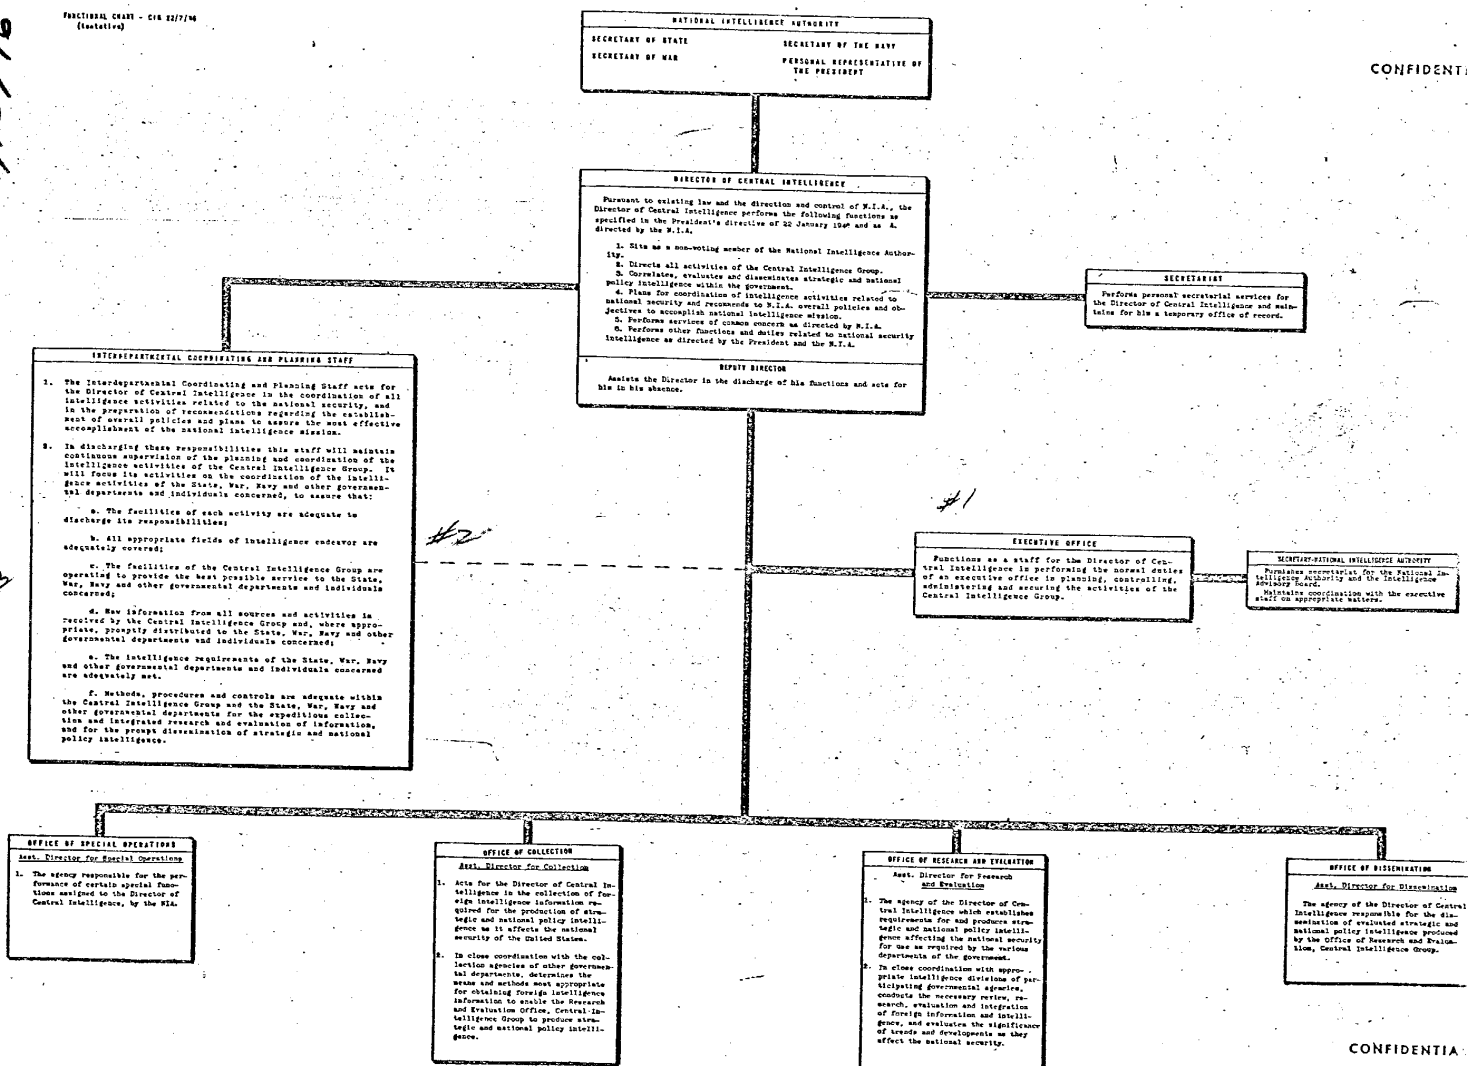 FUNCTIONAL CHART - CIG 22/7/46
(tentative)
CONFIDENTIA
NATIONAL INTELLIGENCE AUTHORITY
SECRETARY OF STATE
SECRETARY OF THE NAVY
SECRETARY OF WAR
PERSONAL REPRESENTATIVE OF
THE PRESIDENT
DIRECTOR OF CENTRAL INTELLIGENCE
Pursuant to existing law and the direction and control of N.I.A., the
Director of Central Intelligence performs the following functions as
specified in the President's directive of 22 January 1946 and as
directed by the N.I.A.
1. Sits as a non-voting member of the National Intelligence Author-
ity.
2. Directs all activities of the Central Intelligence Group.
3. Correlates, evaluates and disseminates strategic and national
policy intelligence within the government.
4. Plans for coordination of intelligence activities related to
national security and recommends to N.I.A. overall policies and ob-
jectives to accomplish national intelligence mission.
5. Performs services of common concern as directed by N.I.A.
6. Performs other functions and duties related to national security
intelligence as directed by the President and the N.I.A.
DEPUTY DIRECTOR
Assists the Director in the discharge of his functions and acts for
him in his absence.
SECRETARIAT
Performs personal secretarial services for
the Director of Central Intelligence and main-
tains for him a temporary office of record.
INTERDEPARTMENTAL COORDINATING AND PLANNING STAFF
1. The Interdepartmental Coordinating and Planning Staff acts for
the Director of Central Intelligence in the coordination of all
intelligence activities related to the national security, and
in the preparation of recommendations regarding the establish-
ment of overall policies and plans to assure the most effective
accomplishment of the national intelligence mission.
2. In discharging these responsibilities this staff will maintain
continuous supervision of the planning and coordination of the
intelligence activities of the Central Intelligence Group. It
will focus its activities on the coordination of the intelli-
gence activities of the State, War, Navy and other governmen-
tal departments and individuals concerned, to assure that:
a. The facilities of each activity are adequate to
discharge its responsibilities;
b. All appropriate fields of intelligence endeavor are
adequately covered;
c. The facilities of the Central Intelligence Group are
operating to provide the best possible service to the State,
War, Navy and other governmental departments and individuals
concerned;
d. Raw information from all sources and activities is
received by the Central Intelligence Group and, where appro-
priate, promptly distributed to the State, War, Navy and other
governmental departments and individuals concerned;
e. The intelligence requirements of the State, War, Navy
and other governmental departments and individuals concerned
are adequately met.
f. Methods, procedures and controls are adequate within
the Central Intelligence Group and the State, War, Navy and
other governmental departments for the expeditious collec-
tion and integrated research and evaluation of information,
and for the prompt dissemination of strategic and national
policy intelligence.
#2
#1
EXECUTIVE OFFICE
Functions as a staff for the Director of Cen-
tral Intelligence in performing the normal duties
of an executive office in planning, controlling,
administering and securing the activities of the
Central Intelligence Group.
SECRETARY-NATIONAL INTELLIGENCE AUTHORITY
Furnishes secretariat for the National In-
telligence Authority and the Intelligence
Advisory Board.
Maintains coordination with the executive
staff on appropriate matters.
OFFICE OF SPECIAL OPERATIONS
Asst. Director for Special Operations
1. The agency responsible for the per-
formance of certain special func-
tions assigned to the Director of
Central Intelligence, by the NIA.
OFFICE OF COLLECTION
Asst. Director for Collection
1. Acts for the Director of Central In-
telligence in the collection of for-
eign intelligence information re-
quired for the production of stra-
tegic and national policy intelli-
gence as it affects the national
security of the United States.
2. In close coordination with the col-
lection agencies of other governmen-
tal departments, determines the
means and methods most appropriate
for obtaining foreign intelligence
information to enable the Research
and Evaluation Office, Central In-
telligence Group to produce stra-
tegic and national policy intelli-
gence.
OFFICE OF RESEARCH AND EVALUATION
Asst. Director for Research
and Evaluation
1. The agency of the Director of Cen-
tral Intelligence which establishes
requirements for and produces stra-
tegic and national policy intelli-
gence affecting the national security
for use as required by the various
departments of the government.
2. In close coordination with appro-
priate intelligence divisions of par-
ticipating governmental agencies,
conducts the necessary review, re-
search, evaluation and integration
of foreign information and intelli-
gence, and evaluates the significance
of trends and developments as they
affect the national security.
OFFICE OF DISSEMINATION
Asst. Director for Dissemination
The agency of the Director of Central
Intelligence responsible for the dis-
semination of evaluated strategic and
national policy intelligence produced
by the Office of Research and Evalua-
tion, Central Intelligence Group.
CONFIDENTIA